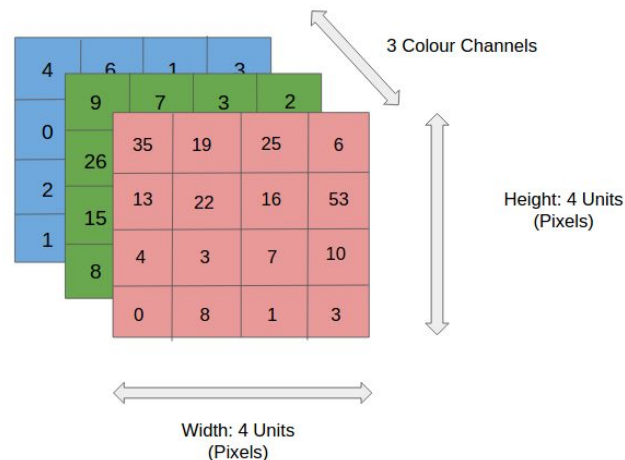 3 Colour Channels
4 6 1 3
9 7 3 2
0
35 19 25 6
26
13 22 16 53
2
15
Height: 4 Units
(Pixels)
1
4 3 7 10
8
0 8 1 3
Width: 4 Units
(Pixels)